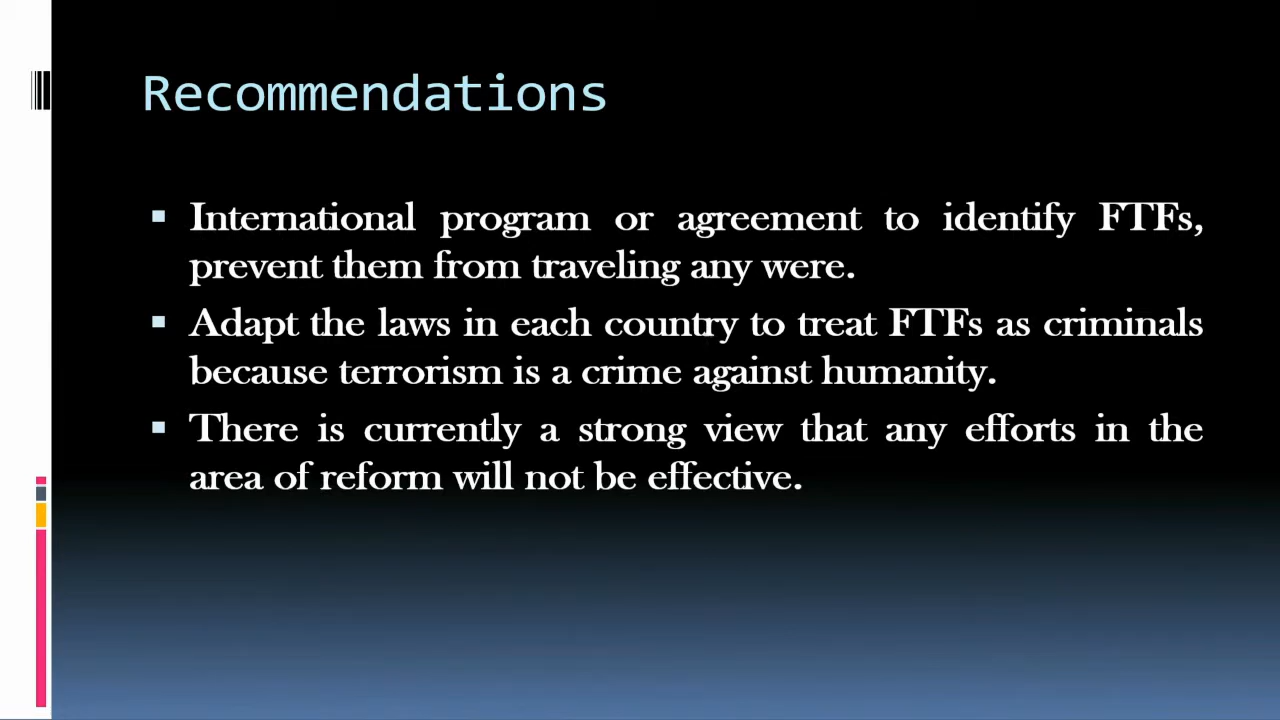 Recommendations
International program or agreement to identify FTFs,
prevent them from traveling any were.
Adapt the laws in each country to treat FTFs as criminals
because terrorism is a crime against humanity.
There is currently a strong view that any efforts in the
area of reform will not be effective.